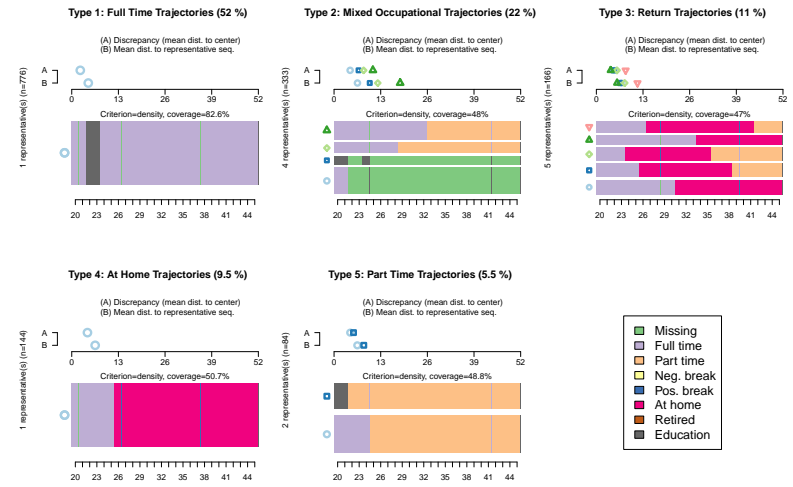 Type 1: Full Time Trajectories (52 %)
(A) Discrepancy (mean dist. to center)
(B) Mean dist. to representative seq.
A
B
0 13 26 39 52
Criterion=density, coverage=82.6%
1 representative(s) (n=776)
20 23 26 29 32 35 38 41 44
Type 2: Mixed Occupational Trajectories (22 %)
(A) Discrepancy (mean dist. to center)
(B) Mean dist. to representative seq.
A
B
0 13 26 39 52
Criterion=density, coverage=48%
4 representative(s) (n=333)
20 23 26 29 32 35 38 41 44
Type 3: Return Trajectories (11 %)
(A) Discrepancy (mean dist. to center)
(B) Mean dist. to representative seq.
A
B
0 13 26 39 52
Criterion=density, coverage=47%
5 representative(s) (n=166)
20 23 26 29 32 35 38 41 44
Type 4: At Home Trajectories (9.5 %)
(A) Discrepancy (mean dist. to center)
(B) Mean dist. to representative seq.
A
B
0 13 26 39 52
Criterion=density, coverage=50.7%
1 representative(s) (n=144)
20 23 26 29 32 35 38 41 44
Type 5: Part Time Trajectories (5.5 %)
(A) Discrepancy (mean dist. to center)
(B) Mean dist. to representative seq.
A
B
0 13 26 39 52
Criterion=density, coverage=48.8%
2 representative(s) (n=84)
20 23 26 29 32 35 38 41 44
Missing
Full time
Part time
Neg. break
Pos. break
At home
Retired
Education